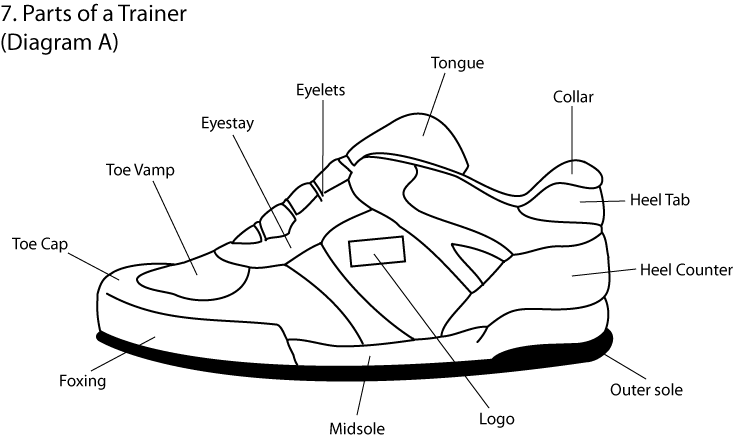 7. Parts of a Trainer
(Diagram A)
Tongue
Eyelets
Collar
Eyestay
Toe Vamp
Heel Tab
Toe Cap
Heel Counter
Foxing
Outer sole
Logo
Midsole